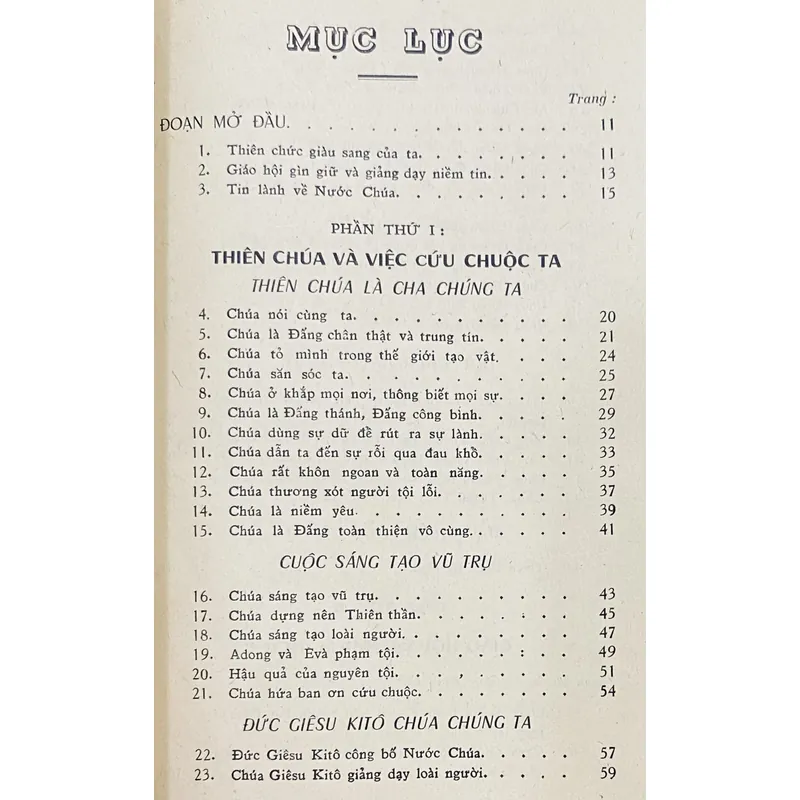 MỤC LỤC
Trang :
ĐOẠN MỞ ĐẦU. . . . . . . . . . . . . 11
1. Thiên chức giàu sang của ta. . . . . . . 11
2. Giáo hội gìn giữ và giảng dạy niềm tin. . . . . 13
3. Tin lành về Nước Chúa. . . . . . . . . 15
PHẦN THỨ I :
THIÊN CHÚA VÀ VIỆC CỨU CHUỘC TA
THIÊN CHÚA LÀ CHA CHÚNG TA
4. Chúa nói cùng ta. . . . . . . . . . . 20
5. Chúa là Đấng chân thật và trung tín. . . . . 21
6. Chúa tỏ mình trong thế giới tạo vật. . . . 24
7. Chúa săn sóc ta. . . . . . . . . . . 25
8. Chúa ở khắp mọi nơi, thông biết mọi sự. . . . 27
9. Chúa là Đấng thánh, Đấng công bình. . . . . 29
10. Chúa dùng sự dữ để rút ra sự lành. . . . . 32
11. Chúa dẫn ta đến sự rỗi qua đau khổ. . . . . 33
12. Chúa rất khôn ngoan và toàn năng. . . . . 35
13. Chúa thương xót người tội lỗi. . . . . . . 37
14. Chúa là niềm yêu. . . . . . . . . . . 39
15. Chúa là Đấng toàn thiện vô cùng. . . . . . 41
CUỘC SÁNG TẠO VŨ TRỤ
16. Chúa sáng tạo vũ trụ. . . . . . . . . . 43
17. Chúa dựng nên Thiên thần. . . . . . . . 45
18. Chúa sáng tạo loài người. . . . . . . . . 47
19. Adong và Evà phạm tội. . . . . . . . . 49
20. Hậu quả của nguyên tội. . . . . . . . . 51
21. Chúa hứa ban ơn cứu chuộc. . . . . . . . 54
ĐỨC GIÊSU KITÔ CHÚA CHÚNG TA
22. Đức Giêsu Kitô công bố Nước Chúa. . . . . 57
23. Chúa Giêsu Kitô giảng dạy loài người. . . . . 59